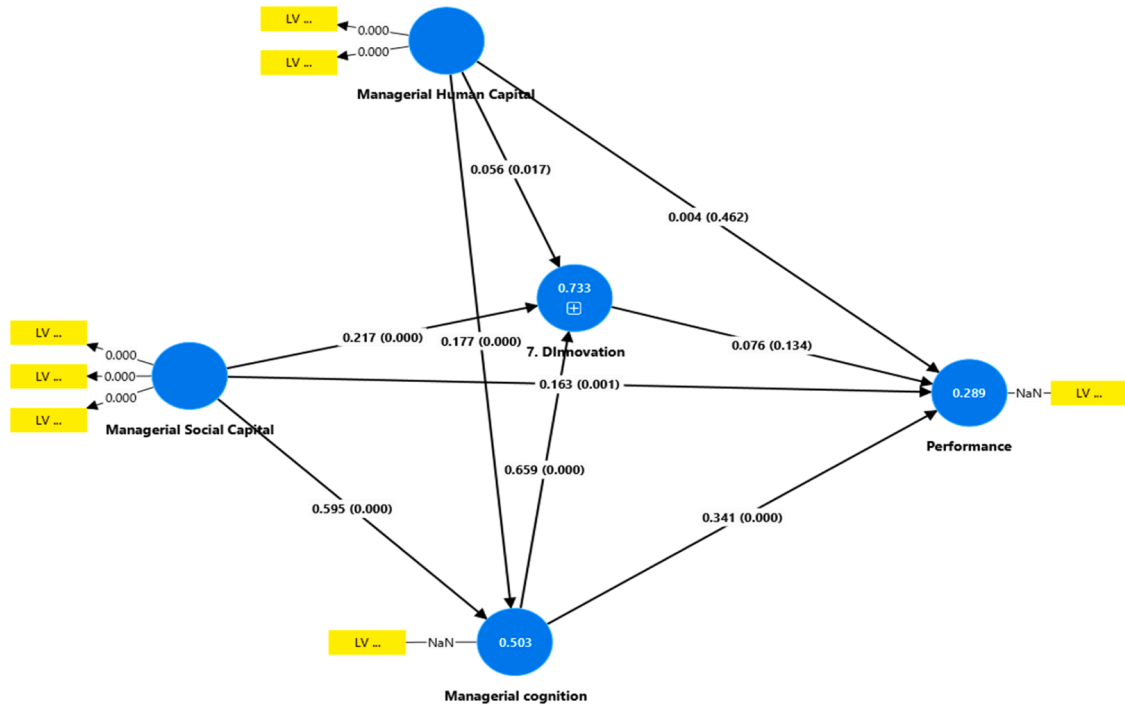 LV ...
0.000
LV ...
0.000
Managerial Human Capital
0.056 (0.017)
0.004 (0.462)
0.733
7. DInnovation
0.217 (0.000)
0.177 (0.000)
0.076 (0.134)
LV ...
0.000
LV ...
0.000
LV ...
0.000
Managerial Social Capital
0.163 (0.001)
0.289
NaN
LV ...
Performance
0.659 (0.000)
0.595 (0.000)
0.341 (0.000)
LV ...
NaN
0.503
Managerial cognition